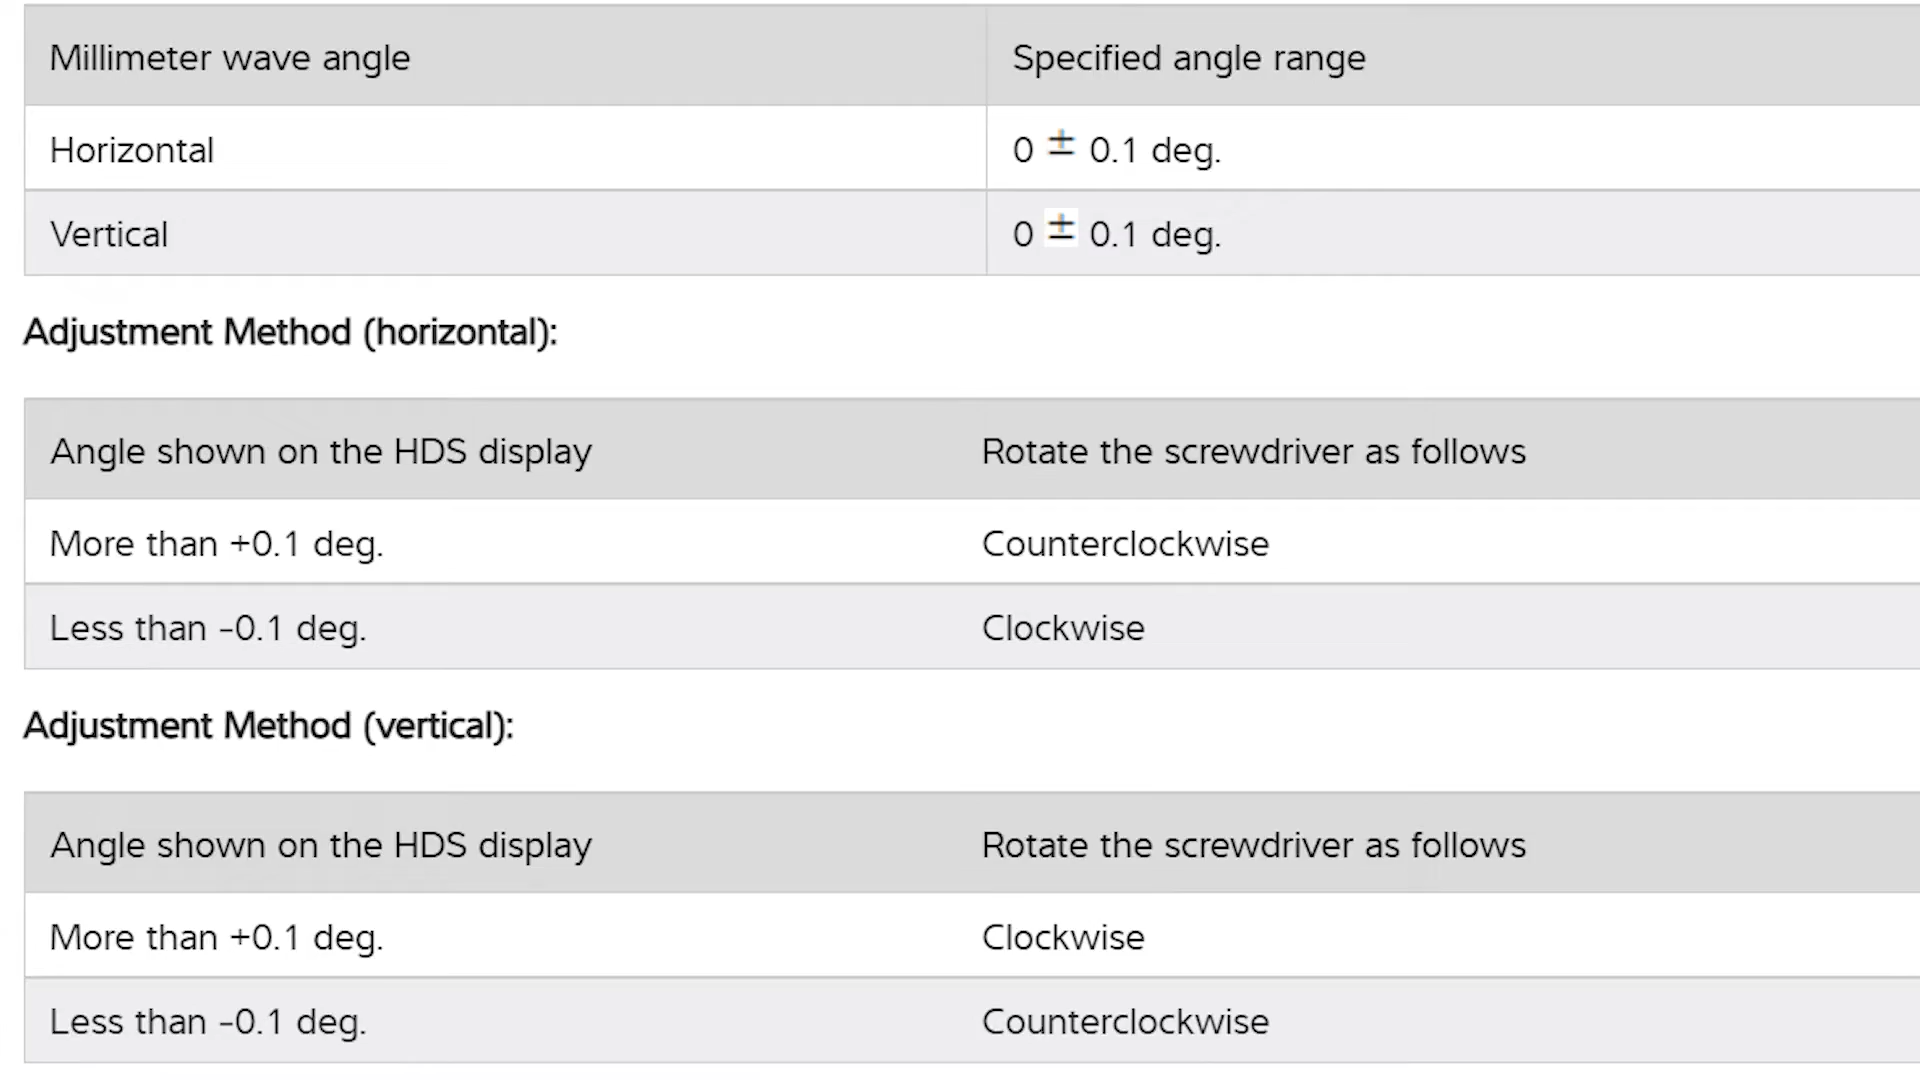 Millimeter wave angle Specified angle range
Horizontal 0 ± 0.1 deg.
Vertical 0 ± 0.1 deg.
Adjustment Method (horizontal):
Angle shown on the HDS display Rotate the screwdriver as follows
More than +0.1 deg. Counterclockwise
Less than -0.1 deg. Clockwise
Adjustment Method (vertical):
Angle shown on the HDS display Rotate the screwdriver as follows
More than +0.1 deg. Clockwise
Less than -0.1 deg. Counterclockwise